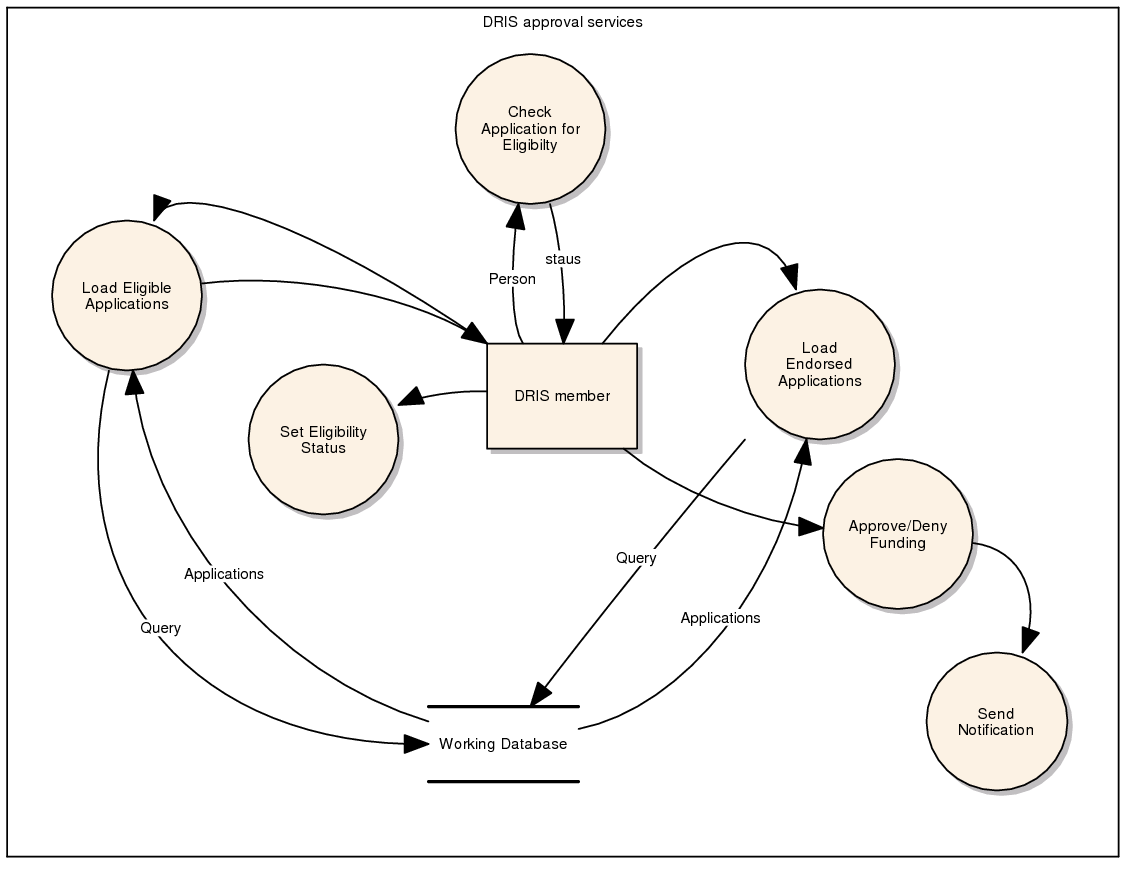 DRIS approval services
Check
Application for
Eligibilty
Person
staus
Load Eligible
Applications
Load
Endorsed
Applications
DRIS member
Set Eligibility
Status
Approve/Deny
Funding
Query
Applications
Applications
Query
Send
Notification
Working Database